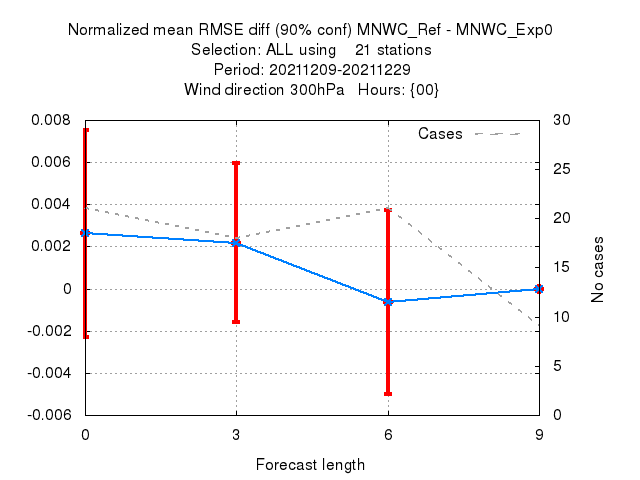 Normalized mean RMSE diff (90% conf) MNWC_Ref - MNWC_Exp0
Selection: ALL using    21 stations
Period: 20211209-20211229
Wind direction 300hPa   Hours: {00}
Cases
0.008
0.006
0.004
0.002
0
-0.002
-0.004
-0.006
30
25
20
15
10
5
0
No cases
0
3
6
9
Forecast length